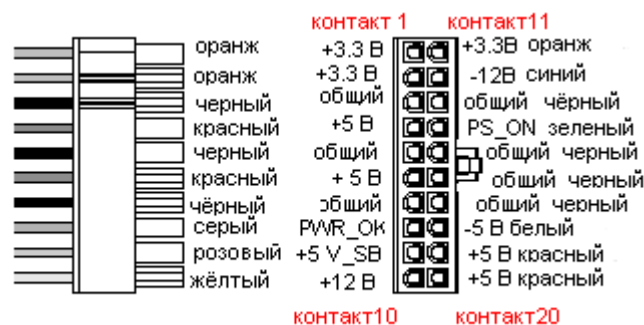 контакт 1 контакт11
оранж +3.3 В +3.3В оранж
оранж +3.3 В -12В синий
черный общий общий чёрный
красный +5 В PS_ON зеленый
черный общий общий черный
красный + 5 В общий черный
чёрный общий общий черный
серый PWR_OK -5 В белый
розовый +5 V_SB +5 В красный
жёлтый +12 В +5 В красный
контакт10 контакт20